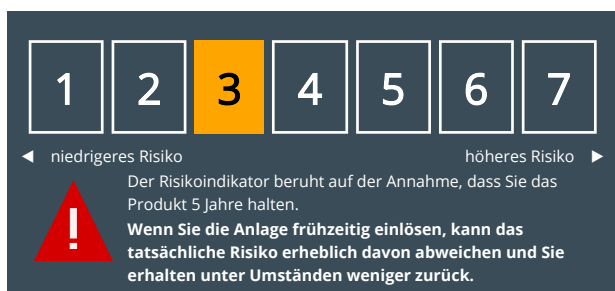 1 2 3 4 5 6 7
niedrigeres Risiko höheres Risiko
Der Risikoindikator beruht auf der Annahme, dass Sie das
Produkt 5 Jahre halten.
Wenn Sie die Anlage frühzeitig einlösen, kann das
tatsächliche Risiko erheblich davon abweichen und Sie
erhalten unter Umständen weniger zurück.